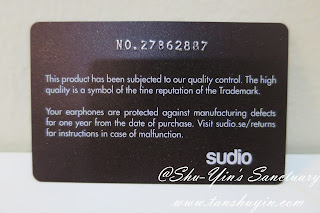 NO.27862887
This product has been subjected to our quality control. The high
quality is a symbol of the fine reputation of the Trademark.
Your earphones are protected against manufacturing defects
for one year from the date of purchase. Visit sudio.se/returns
for instructions in case of malfunction.
sudio
@Shu-Yin's Sanctuary
www.tanshuyin.com